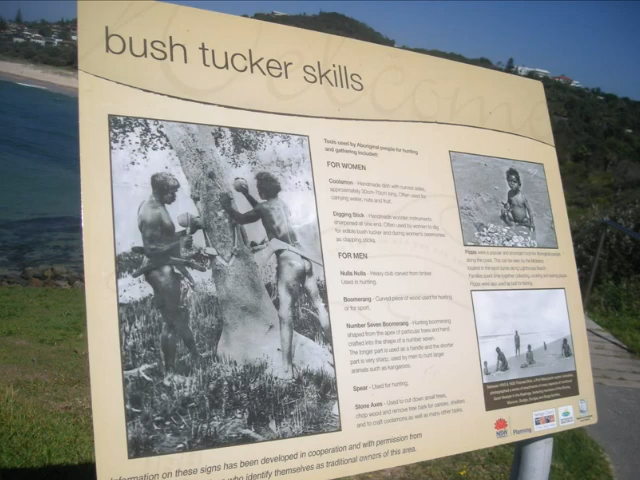 bush tucker skills
Tools used by Aboriginal people for hunting
and gathering included:
FOR WOMEN
Coolamon - Handmade dish with curved sides,
approximately 30cm-70cm long. Often used for
carrying water, nuts and fruit.
Digging Stick - Handmade wooden instruments
sharpened at one end. Often used by women to dig
for edible bush tucker and during women's ceremonies
as clapping sticks.
FOR MEN
Nulla Nulla - Heavy club carved from timber.
Used in hunting.
Boomerang - Curved piece of wood used for hunting
or for sport.
Number Seven Boomerang - Hunting boomerang
shaped from the apex of particular trees and hand
crafted into the shape of a number seven.
The longer part is used as a handle and the shorter
part is very sharp, used by men to hunt larger
animals such as kangaroos.
Spear - Used for hunting.
Stone Axes - Used to cut down small trees,
chop wood and remove tree bark for canoes, shelters
and to craft coolamons as well as many other tasks.
NSW
Planning
Information on these signs has been developed in cooperation and with permission from
who identify themselves as traditional owners of this area.